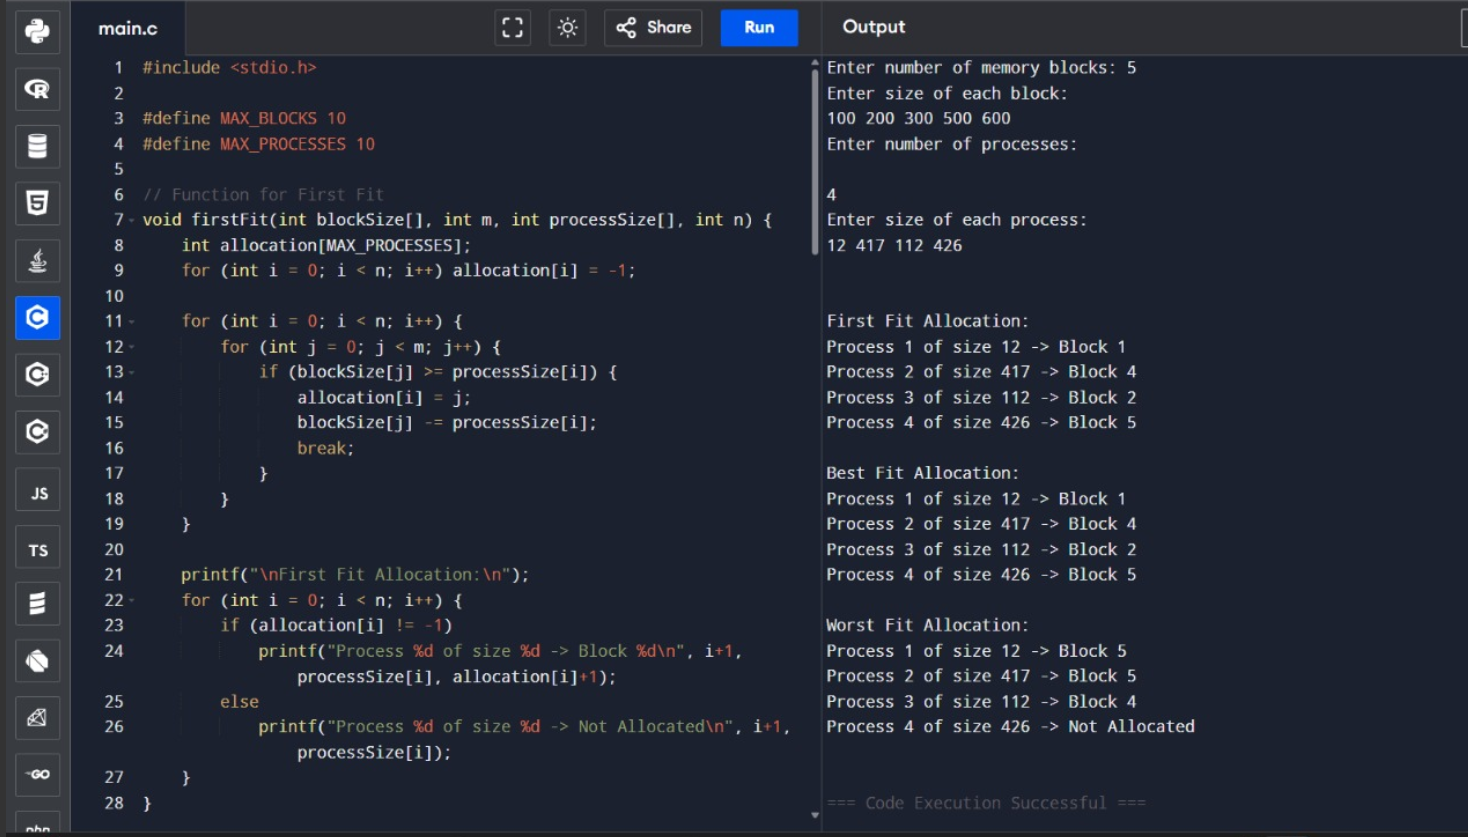 main.c
Share
Run
Output
JS
TS
GO
php
1 #include <stdio.h>
2
3 #define MAX_BLOCKS 10
4 #define MAX_PROCESSES 10
5
6 // Function for First Fit
7 void firstFit(int blockSize[], int m, int processSize[], int n) {
8 int allocation[MAX_PROCESSES];
9 for (int i = 0; i < n; i++) allocation[i] = -1;
10
11 for (int i = 0; i < n; i++) {
12 for (int j = 0; j < m; j++) {
13 if (blockSize[j] >= processSize[i]) {
14 allocation[i] = j;
15 blockSize[j] -= processSize[i];
16 break;
17 }
18 }
19 }
20
21 printf("\nFirst Fit Allocation:\n");
22 for (int i = 0; i < n; i++) {
23 if (allocation[i] != -1)
24 printf("Process %d of size %d -> Block %d\n", i+1,
processSize[i], allocation[i]+1);
25 else
26 printf("Process %d of size %d -> Not Allocated\n", i+1,
processSize[i]);
27 }
28 }
Enter number of memory blocks: 5
Enter size of each block:
100 200 300 500 600
Enter number of processes:
4
Enter size of each process:
12 417 112 426
First Fit Allocation:
Process 1 of size 12 -> Block 1
Process 2 of size 417 -> Block 4
Process 3 of size 112 -> Block 2
Process 4 of size 426 -> Block 5
Best Fit Allocation:
Process 1 of size 12 -> Block 1
Process 2 of size 417 -> Block 4
Process 3 of size 112 -> Block 2
Process 4 of size 426 -> Block 5
Worst Fit Allocation:
Process 1 of size 12 -> Block 5
Process 2 of size 417 -> Block 5
Process 3 of size 112 -> Block 4
Process 4 of size 426 -> Not Allocated
=== Code Execution Successful ===